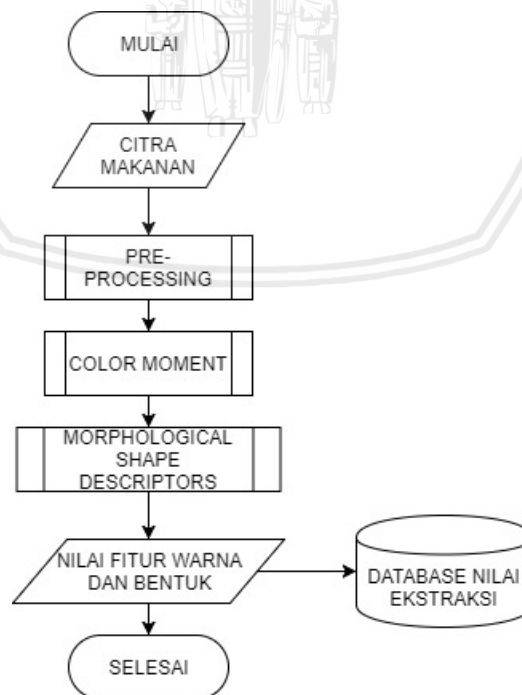 MULAI
CITRA
MAKANAN
PRE-
PROCESSING
COLOR MOMENT
MORPHOLOGICAL
SHAPE
DESCRIPTORS
NILAI FITUR WARNA
DAN BENTUK
DATABASE NILAI
EKSTRAKSI
SELESAI